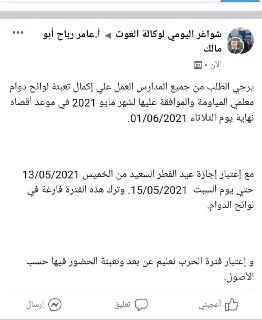 شواغر اليومي لوكالة الغوث ◀ أ.عامر رباح أبو
مالك
الآن •
يرجي الطلب من جميع المدارس العمل علي إكمال تعبئة لوائح دوام
معلمي المياومة والموافقة عليها لشهر مايو 2021 في موعد أقصاه
نهاية يوم الثلاثاء 01/06/2021.
مع إعتبار إجازة عيد الفطر السعيد من الخميس 13/05/2021
حتي يوم السبت 15/05/2021. وترك هذه الفترة فارغة في
لوائح الدوام.
و إعتبار فترة الحرب تعليم عن بعد وتعبئة الحضور فيها حسب
الأصول.
أعجبني تعليق إرسال